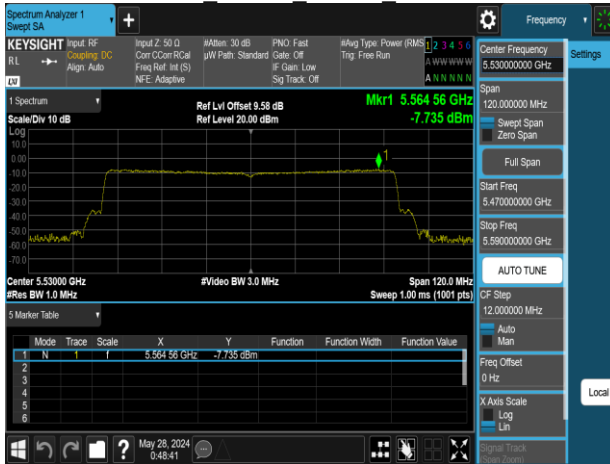 Spectrum Analyzer 1
Swept SA
+
Frequency
KEYSIGHT Input: RF
RL
Coupling: DC
Align: Auto
LXI
Input Z: 50 Ω
Corr CCorr RCal
Freq Ref: Int (S)
NFE: Adaptive
#Atten: 30 dB
µW Path: Standard
PNO: Fast
Gate: Off
IF Gain: Low
Sig Track: Off
#Avg Type: Power (RMS
Trig: Free Run
1 2 3 4 5 6
A W W W W W
A N N N N N
1 Spectrum
Scale/Div 10 dB
Ref Lvl Offset 9.58 dB
Ref Level 20.00 dBm
Mkr1 5.564 56 GHz
-7.735 dBm
Log
10.0
0.00
-10.0
-20.0
-30.0
-40.0
-50.0
-60.0
-70.0
1
Center 5.53000 GHz
#Res BW 1.0 MHz
#Video BW 3.0 MHz
Span 120.0 MHz
Sweep 1.00 ms (1001 pts)
5 Marker Table
Mode Trace Scale X Y Function Function Width Function Value
1 N 1 f 5.564 56 GHz -7.735 dBm
2
3
4
5
6
May 28, 2024
0:48:41
?
Center Frequency
5.530000000 GHz
Settings
Span
120.000000 MHz
Swept Span
Zero Span
Full Span
Start Freq
5.470000000 GHz
Stop Freq
5.590000000 GHz
AUTO TUNE
CF Step
12.000000 MHz
Auto
Man
Freq Offset
0 Hz
X Axis Scale
Log
Lin
Local
Signal Track
(Span Zoom)